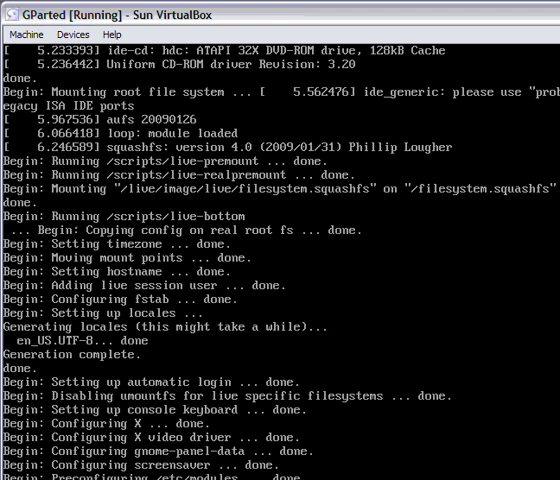 GParted [Running] - Sun VirtualBox
Machine Devices Help
[    5.233393] ide-cd: hdc: ATAPI 32X DVD-ROM drive, 128kB Cache
[    5.236442] Uniform CD-ROM driver Revision: 3.20
done.
Begin: Mounting root file system ... [    5.562476] ide_generic: please use "prob
egacy ISA IDE ports
[    5.967536] aufs 20090126
[    6.066418] loop: module loaded
[    6.246589] squashfs: version 4.0 (2009/01/31) Phillip Lougher
Begin: Running /scripts/live-premount ... done.
Begin: Running /scripts/live-realpremount ... done.
Begin: Mounting "/live/image/live/filesystem.squashfs" on "/filesystem.squashfs"
done.
Begin: Running /scripts/live-bottom
 ... Begin: Copying config on real root fs ... done.
Begin: Setting timezone ... done.
Begin: Moving mount points ... done.
Begin: Setting hostname ... done.
Begin: Adding live session user ... done.
Begin: Configuring fstab ... done.
Begin: Setting up locales ...
Generating locales (this might take a while)...
  en_US.UTF-8... done
Generation complete.
done.
Begin: Setting up automatic login ... done.
Begin: Disabling umountfs for live specific filesystems ... done.
Begin: Setting up console keyboard ... done.
Begin: Configuring X ... done.
Begin: Configuring X video driver ... done.
Begin: Configuring gnome-panel-data ... done.
Begin: Configuring screensaver ... done.
Begin: Preconfiguring /etc/modules ... done.